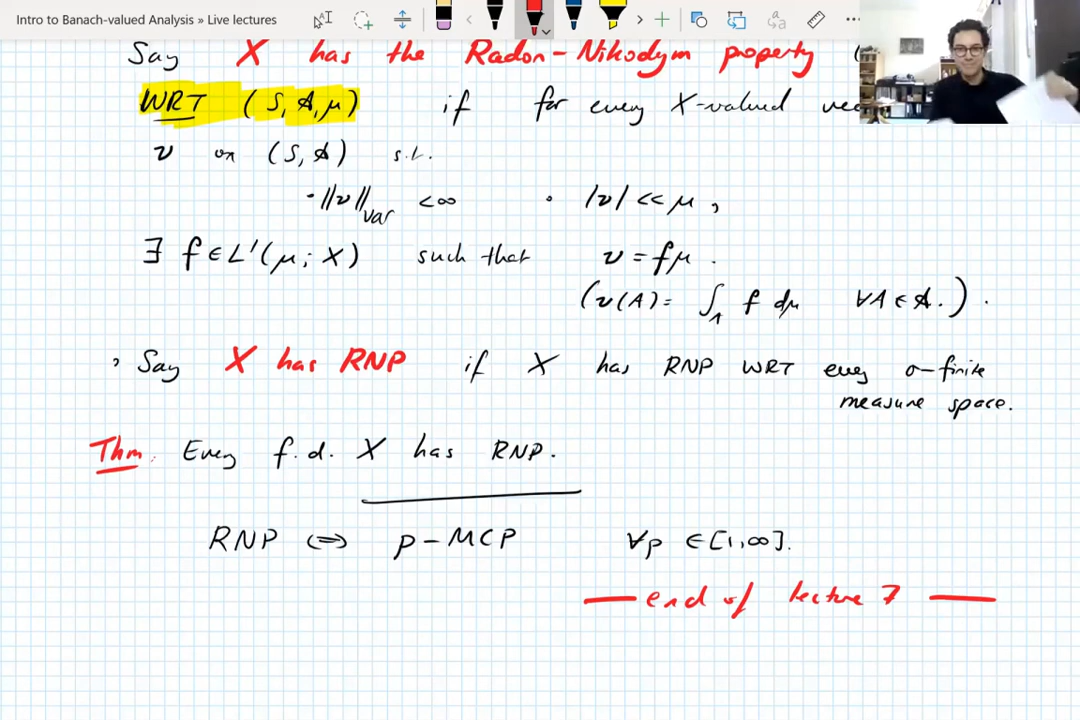 Intro to Banach-valued Analysis » Live lectures
Say X has the Radon-Nikodym property (
WRT (S, A, μ) if for every X-valued vec
ν on (S, A) s.t.
· ||ν||var < ∞ · |ν| << μ,
∃ f ∈ L¹(μ; X) such that ν = fμ.
(ν(A) = ∫_A f dμ ∀A ∈ A.).
, Say X has RNP if X has RNP WRT every σ-finite
measure space.
Thm. Every f.d. X has RNP.
RNP ⇔ p-MCP ∀p ∈ [1,∞].
— end of lecture 7 —